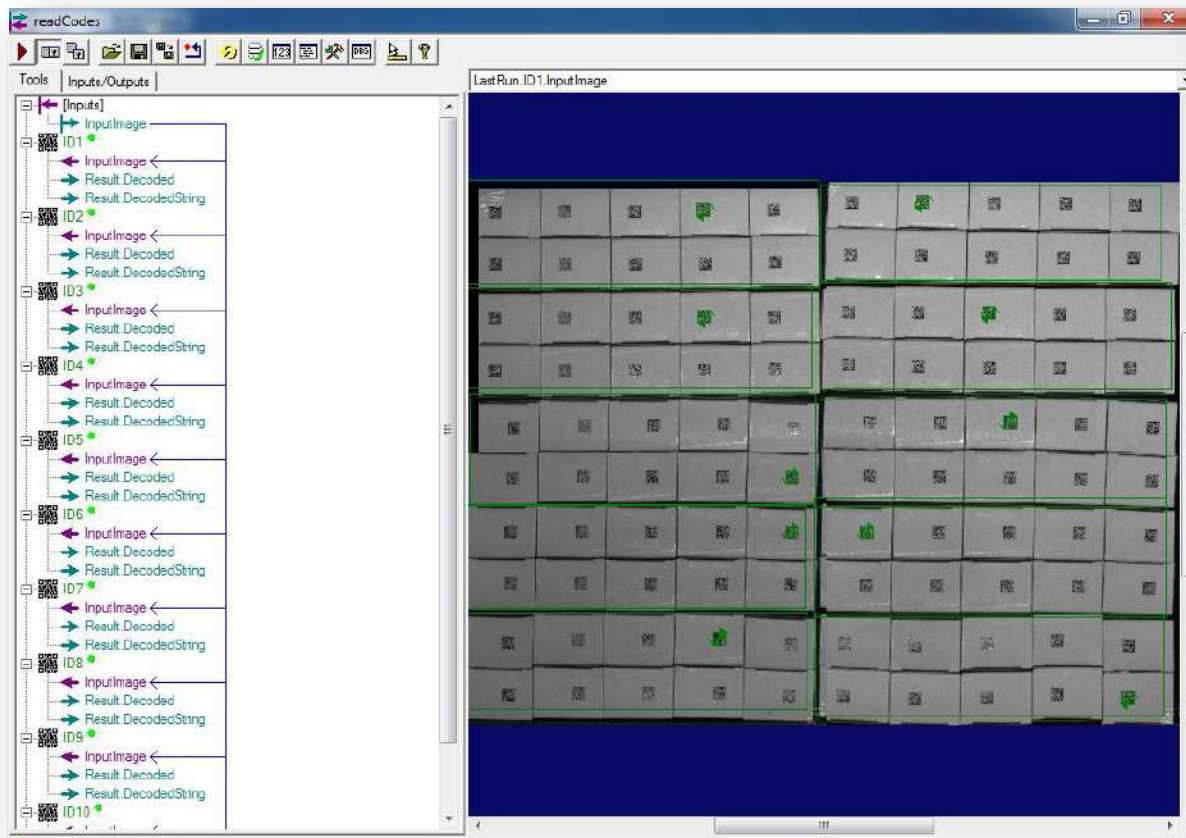 readCodes
123
DBG
?
Tools Inputs/Outputs
LastRun.ID1.InputImage
[Inputs]
InputImage
ID1
InputImage
Result.Decoded
Result.DecodedString
ID2
InputImage
Result.Decoded
Result.DecodedString
ID3
InputImage
Result.Decoded
Result.DecodedString
ID4
InputImage
Result.Decoded
Result.DecodedString
ID5
InputImage
Result.Decoded
Result.DecodedString
ID6
InputImage
Result.Decoded
Result.DecodedString
ID7
InputImage
Result.Decoded
Result.DecodedString
ID8
InputImage
Result.Decoded
Result.DecodedString
ID9
InputImage
Result.Decoded
Result.DecodedString
ID10